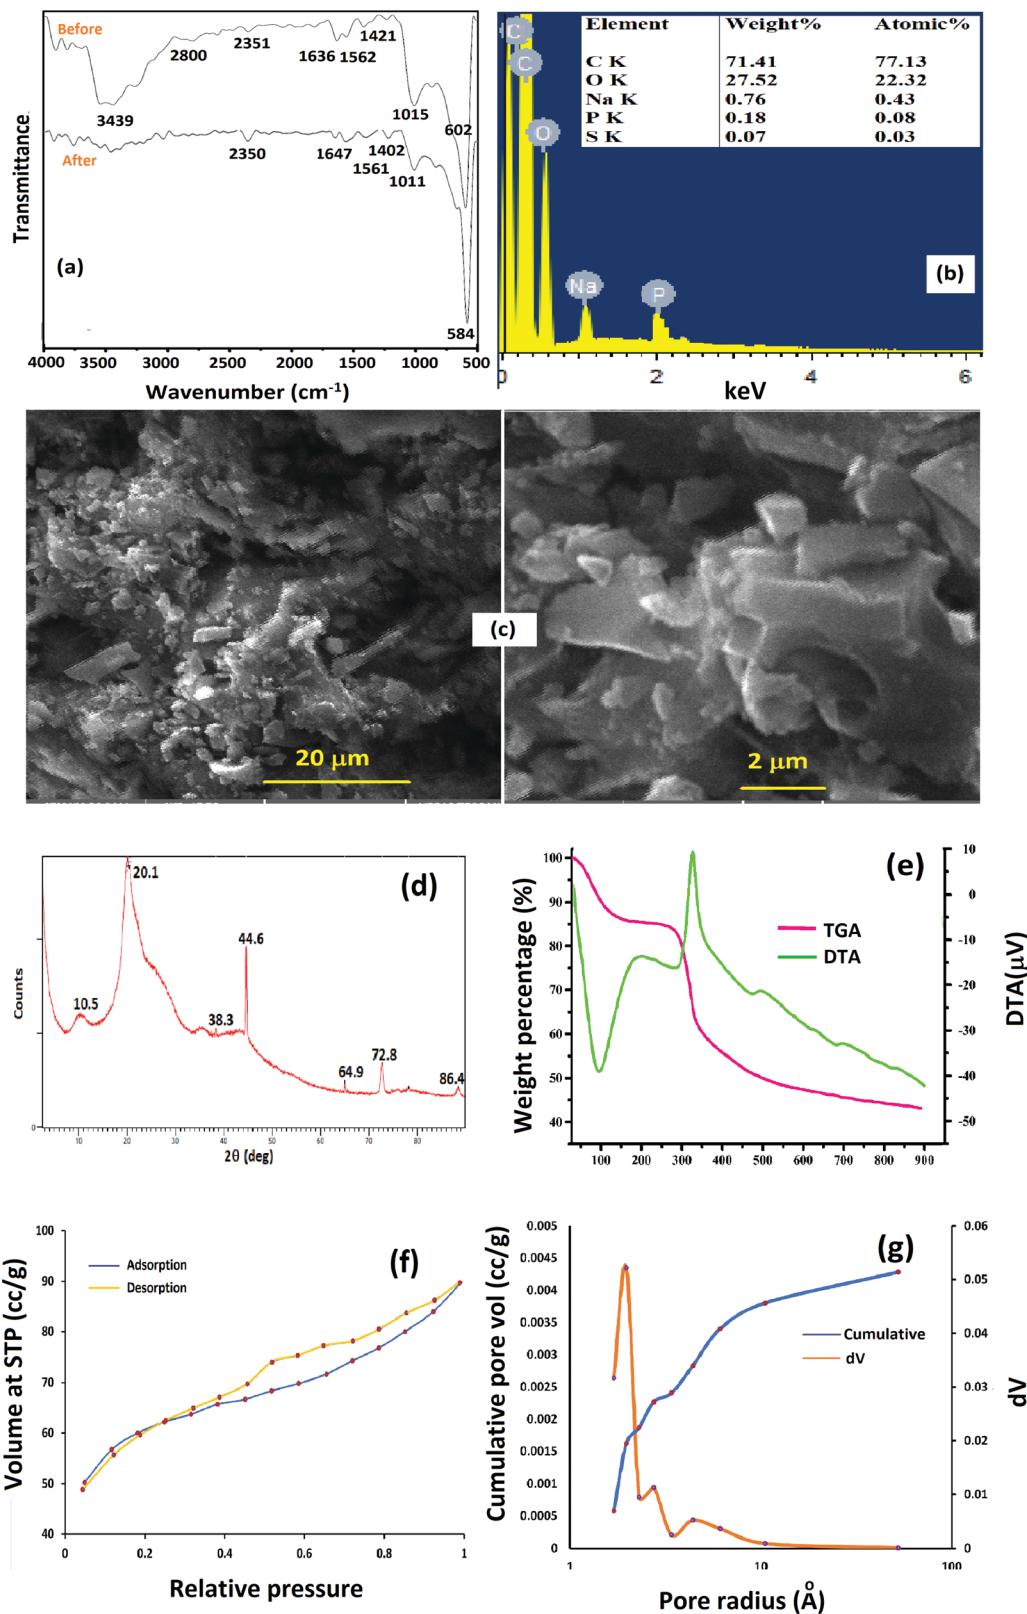 Before
2800
2351
1636
1562
1421
3439
1015
602
After
2350
1647
1561
1402
1011
584
(a)
Transmittance
4000 3500 3000 2500 2000 1500 1000 500
Wavenumber (cm⁻¹)
Element Weight% Atomic%
C K 71.41 77.13
O K 27.52 22.32
Na K 0.76 0.43
P K 0.18 0.08
S K 0.07 0.03
C
C
O
Na
P
(b)
0 2 4 6
keV
(c)
20 μm
2 μm
(d)
20.1
44.6
10.5
38.3
72.8
64.9
86.4
Counts
0
10 20 30 40 50 60 70 80
2θ (deg)
(e)
TGA
DTA
Weight percentage (%)
100
90
80
70
60
50
40
DTA(μV)
10
0
-10
-20
-30
-40
-50
100 200 300 400 500 600 700 800 900
(f)
Adsorption
Desorption
Volume at STP (cc/g)
100
90
80
70
60
50
40
0 0.2 0.4 0.6 0.8 1
Relative pressure
(g)
Cumulative
dV
Cumulative pore vol (cc/g)
0.005
0.0045
0.004
0.0035
0.003
0.0025
0.002
0.0015
0.001
0.0005
0
dV
0.06
0.05
0.04
0.03
0.02
0.01
0
1 10 100
Pore radius (Å)